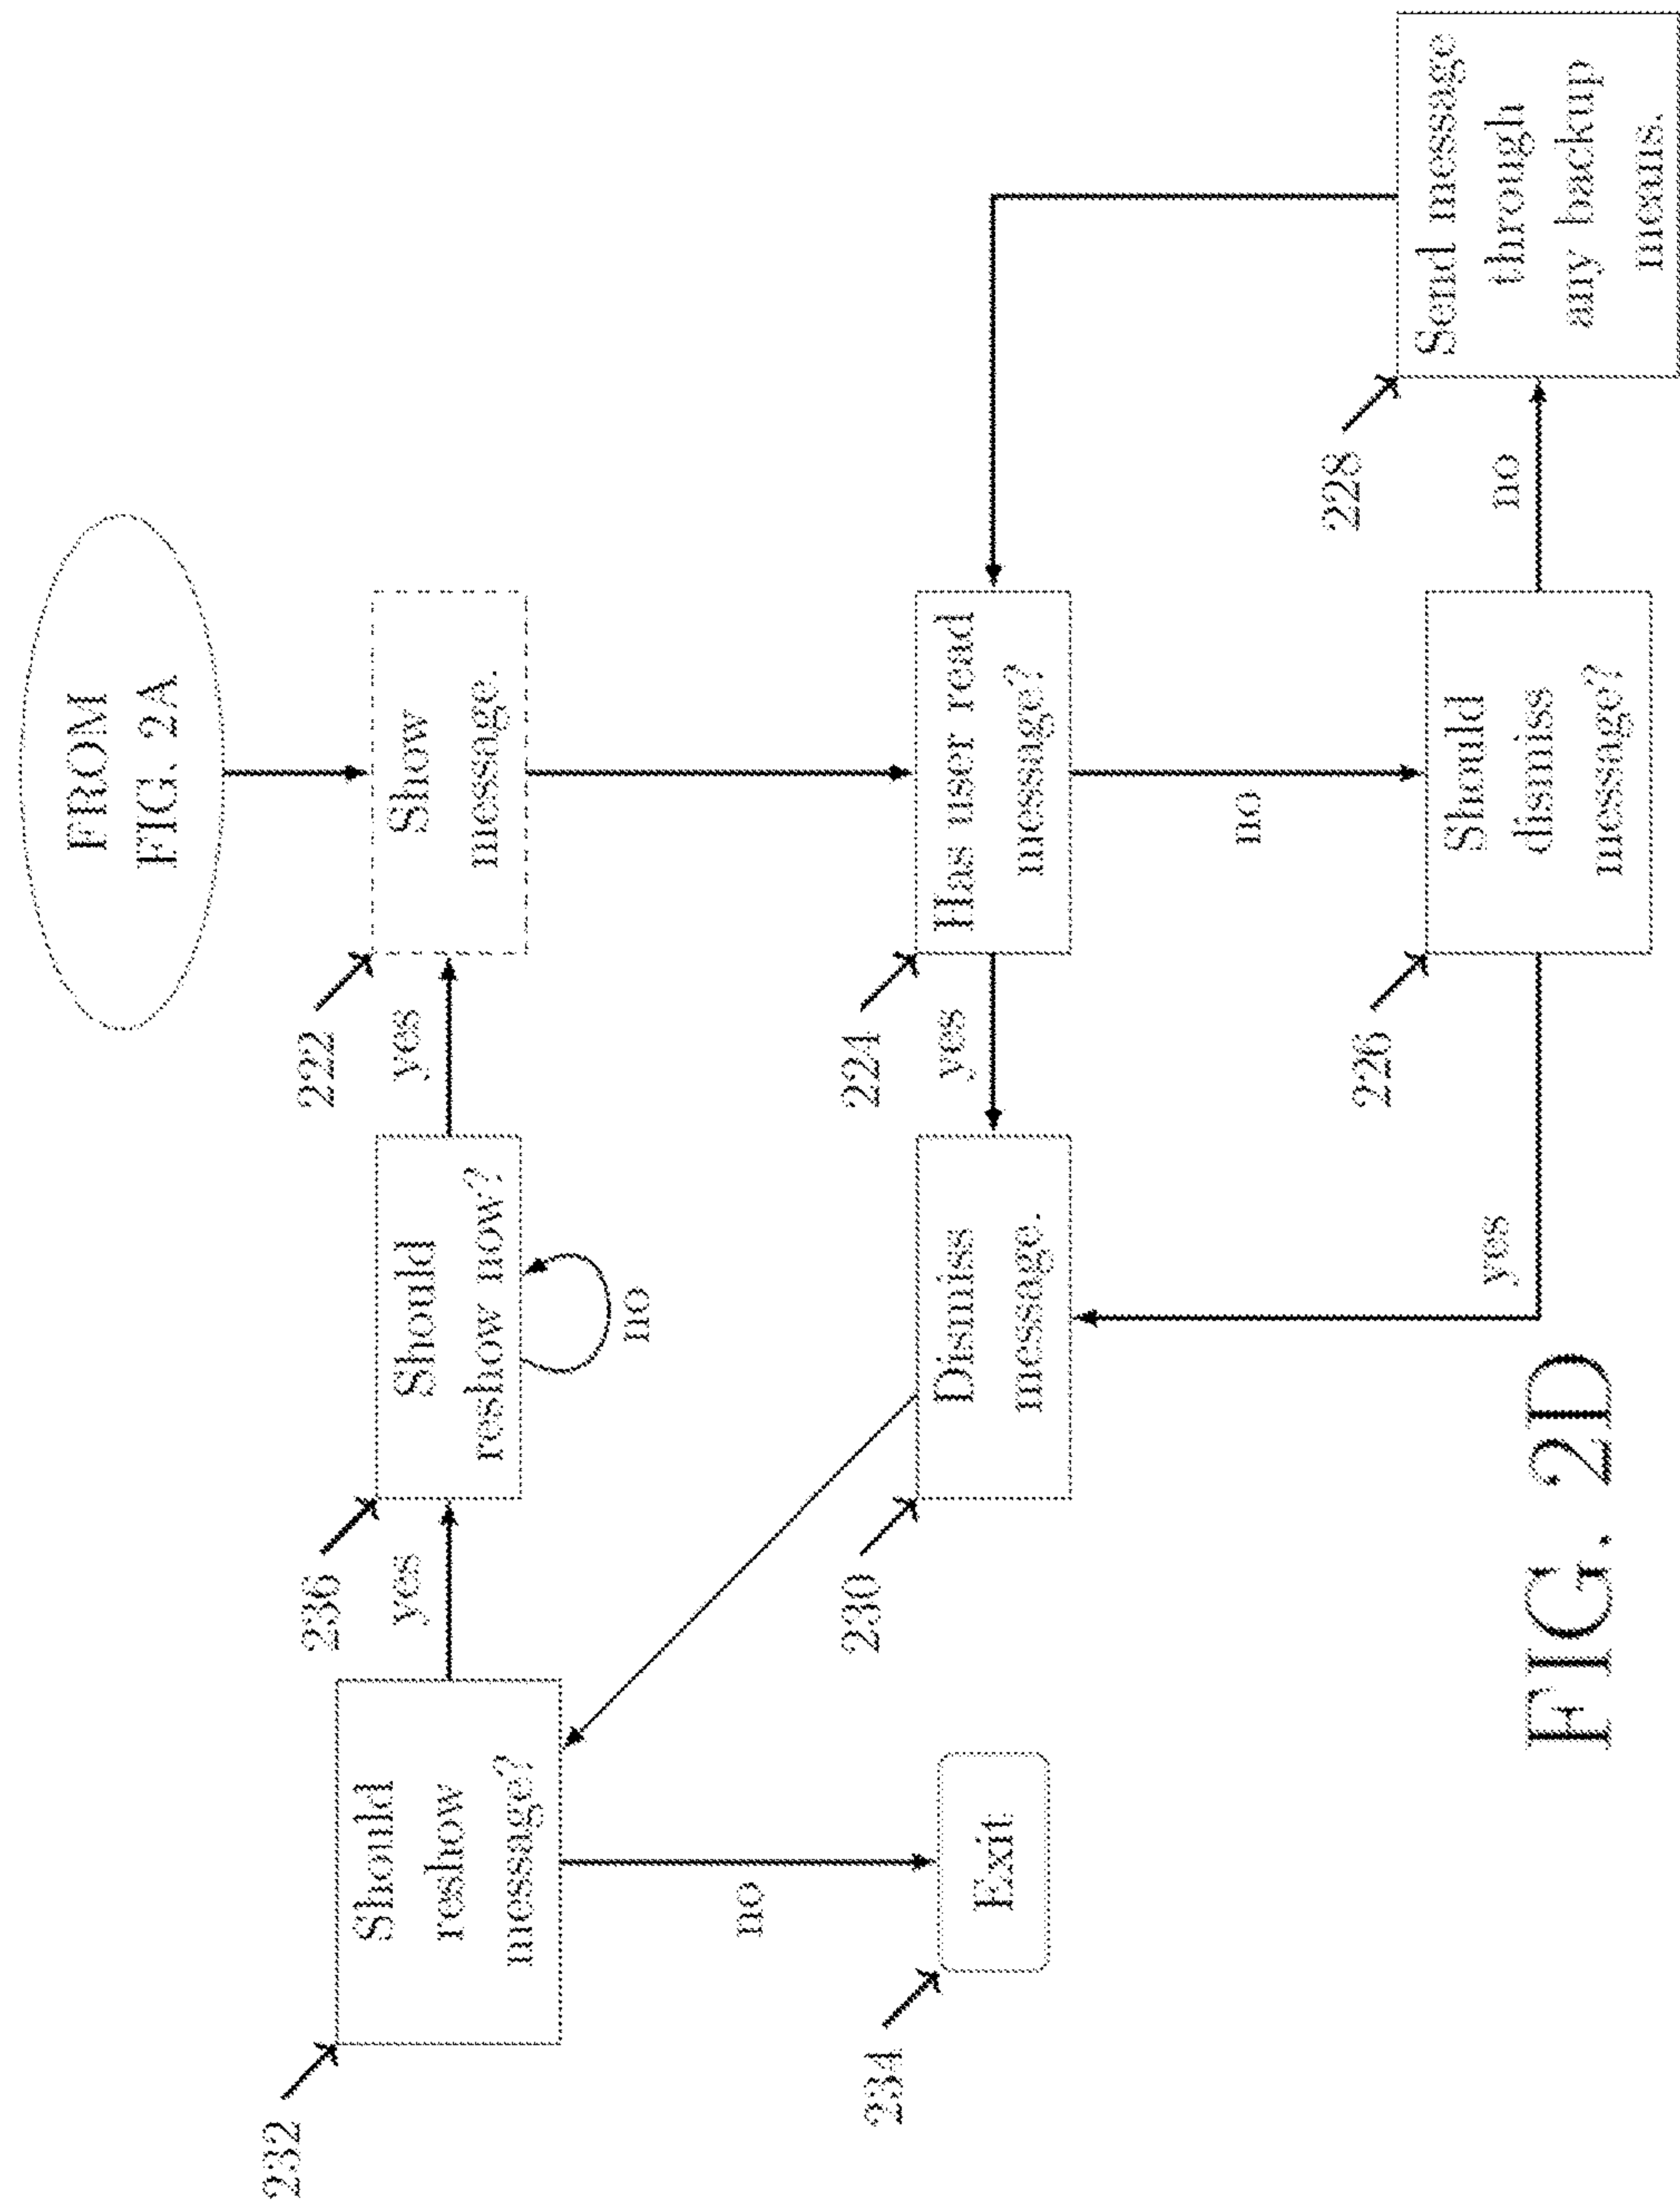 FROM
FIG. 2A
222
Show
message.
yes
236
Should
reshow now?
no
yes
232
Should
reshow
message?
no
234
Exit
224
Has user read
message?
yes
230
Dismiss
message.
no
226
Should
dismiss
message?
yes
no
228
Send message
through
any backup
means.
FIG. 2D